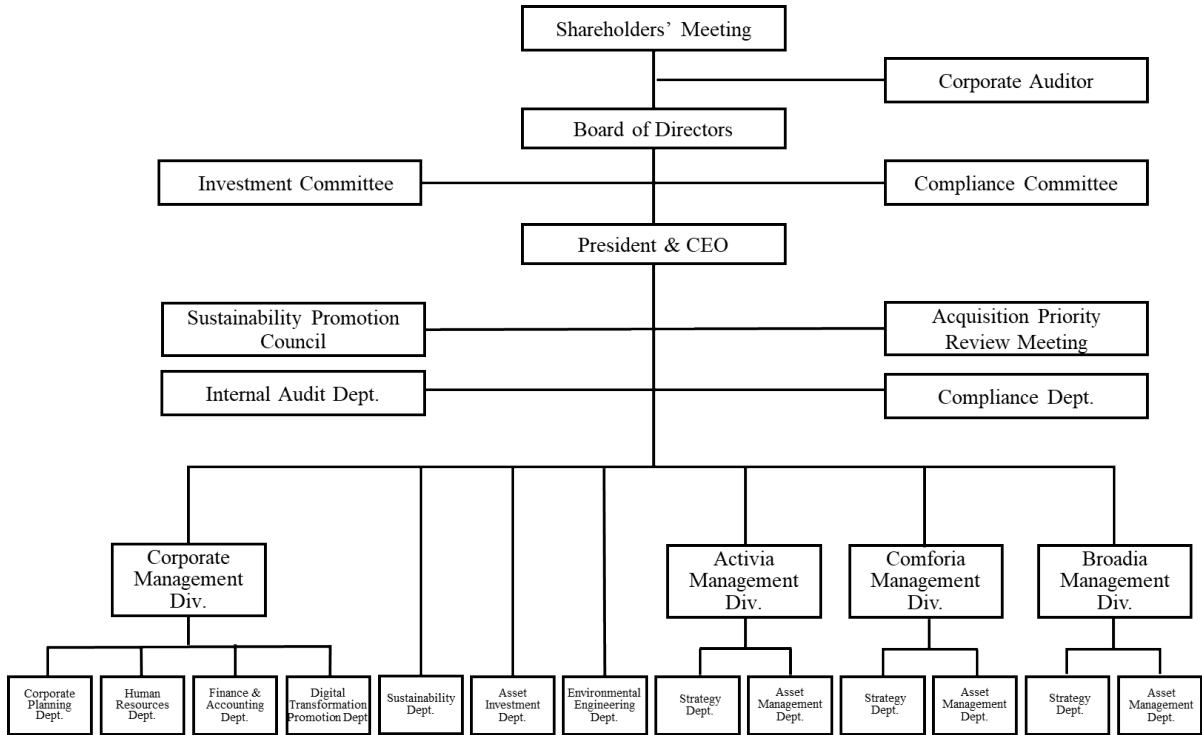 Shareholders’ Meeting
Corporate Auditor
Board of Directors
Investment Committee
Compliance Committee
President & CEO
Sustainability Promotion
Council
Acquisition Priority
Review Meeting
Internal Audit Dept.
Compliance Dept.
Corporate
Management
Div.
Activia
Management
Div.
Comforia
Management
Div.
Broadia
Management
Div.
Corporate
Planning
Dept.
Human
Resources
Dept.
Finance &
Accounting
Dept.
Digital
Transformation
Promotion Dept
Sustainability
Dept.
Asset
Investment
Dept.
Environmental
Engineering
Dept.
Strategy
Dept.
Asset
Management
Dept.
Strategy
Dept.
Asset
Management
Dept.
Strategy
Dept.
Asset
Management
Dept.